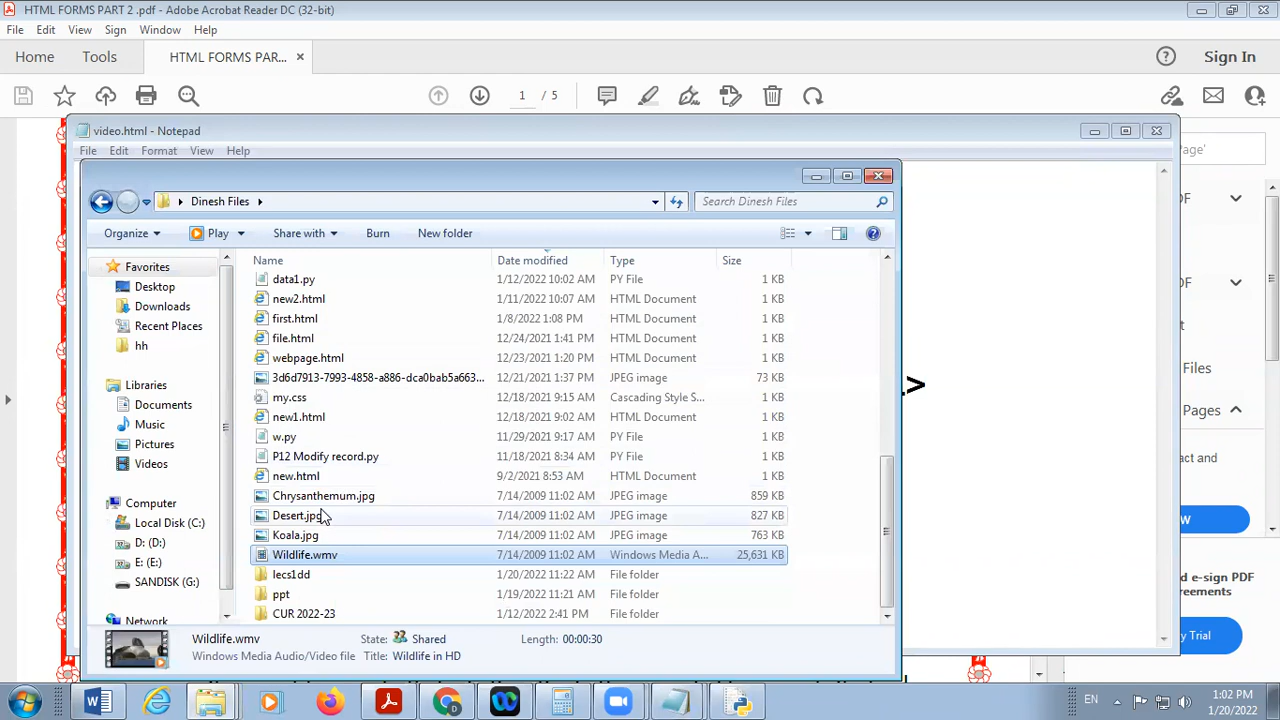 HTML FORMS PART 2 .pdf - Adobe Acrobat Reader DC (32-bit)
File Edit View Sign Window Help
Home Tools HTML FORMS PAR... × Sign In
1 / 5
video.html - Notepad
File Edit Format View Help
Dinesh Files Search Dinesh Files
Organize Play Share with Burn New folder
Name Date modified Type Size
Favorites
Desktop
Downloads
Recent Places
hh
Libraries
Documents
Music
Pictures
Videos
Computer
Local Disk (C:)
D: (D:)
E: (E:)
SANDISK (G:)
Network
data1.py 1/12/2022 10:02 AM PY File 1 KB
new2.html 1/11/2022 10:07 AM HTML Document 1 KB
first.html 1/8/2022 1:08 PM HTML Document 1 KB
file.html 12/24/2021 1:41 PM HTML Document 1 KB
webpage.html 12/23/2021 1:20 PM HTML Document 1 KB
3d6d7913-7993-4858-a886-dca0bab5a663... 12/21/2021 1:37 PM JPEG image 73 KB
my.css 12/18/2021 9:15 AM Cascading Style S... 1 KB
new1.html 12/18/2021 9:02 AM HTML Document 1 KB
w.py 11/29/2021 9:17 AM PY File 1 KB
P12 Modify record.py 11/18/2021 8:34 AM PY File 1 KB
new.html 9/2/2021 8:53 AM HTML Document 1 KB
Chrysanthemum.jpg 7/14/2009 11:02 AM JPEG image 859 KB
Desert.jpg 7/14/2009 11:02 AM JPEG image 827 KB
Koala.jpg 7/14/2009 11:02 AM JPEG image 763 KB
Wildlife.wmv 7/14/2009 11:02 AM Windows Media A... 25,631 KB
lecs1dd 1/20/2022 11:22 AM File folder
ppt 1/19/2022 11:21 AM File folder
CUR 2022-23 1/12/2022 2:41 PM File folder
Wildlife.wmv State: Shared Length: 00:00:30
Windows Media Audio/Video file Title: Wildlife in HD
>
Page'
DF
DF
t
Files
Pages
act and
W
d e-sign PDF
reements
y Trial
EN 1:02 PM
1/20/2022